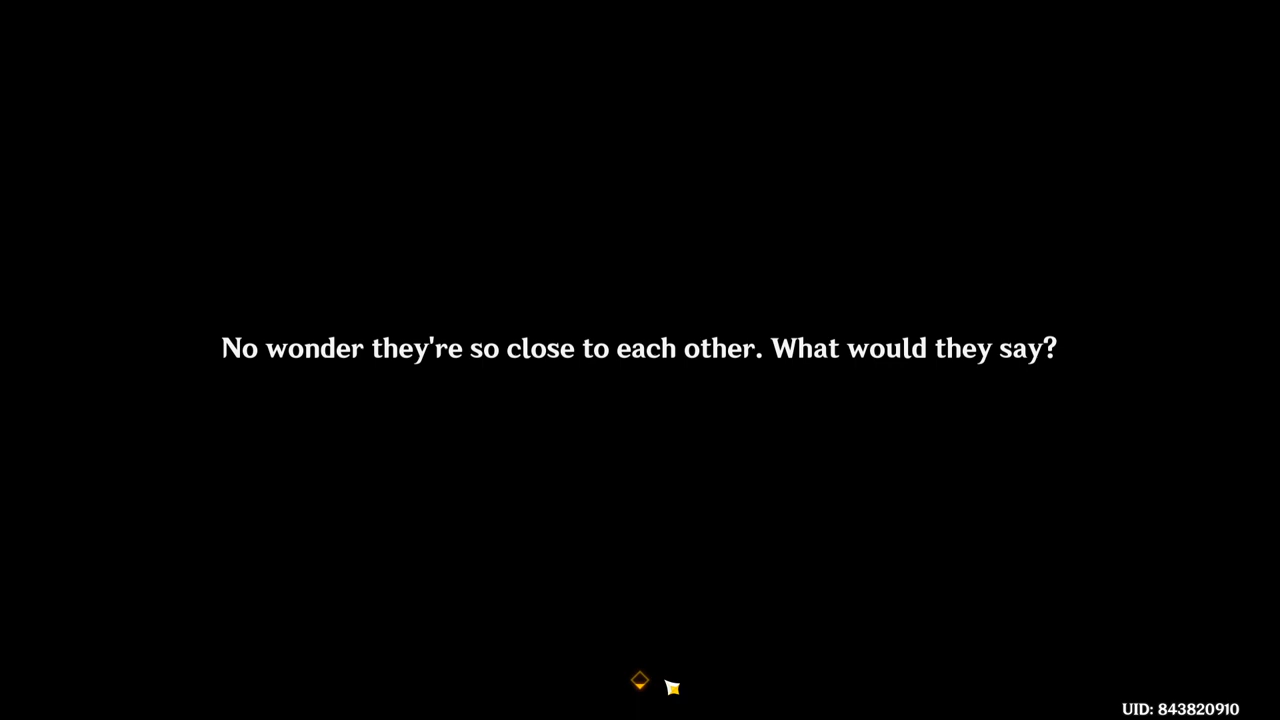 No wonder they're so close to each other. What would they say?
UID: 843820910